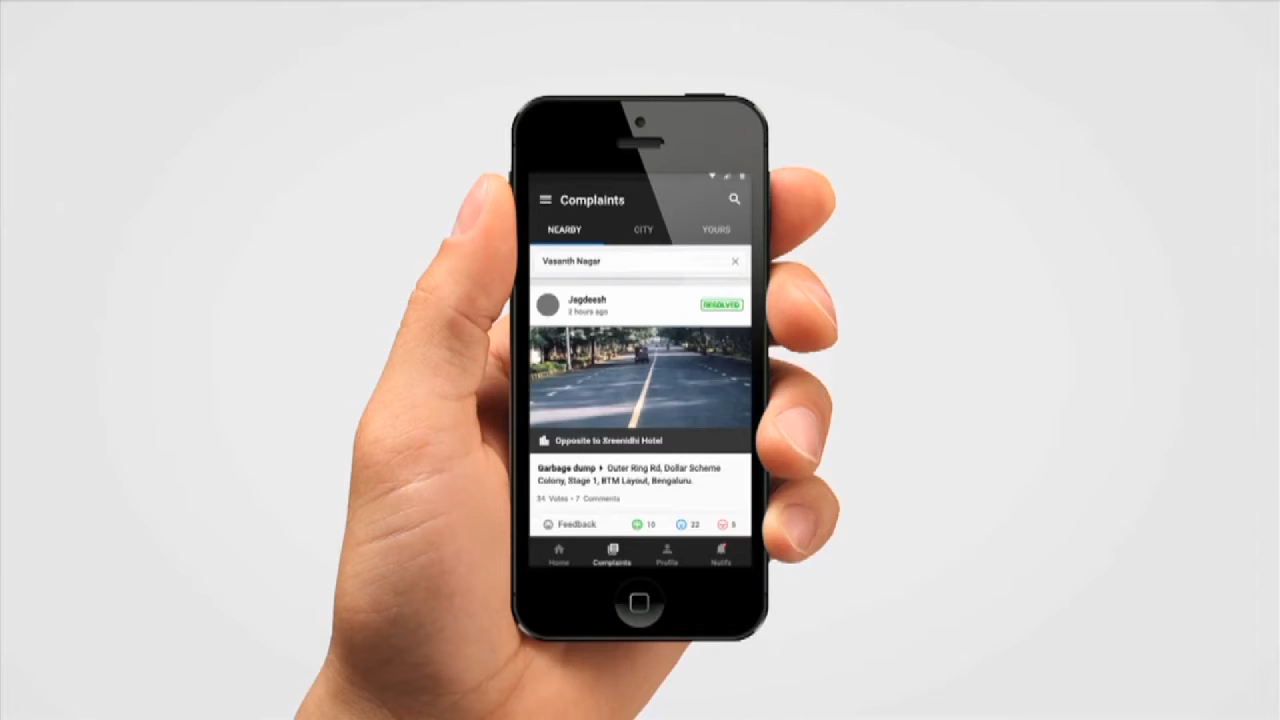 Complaints
NEARBY CITY YOURS
Vasanth Nagar
Jagdeesh
2 hours ago
RESOLVED
Opposite to Sreenidhi Hotel
Garbage dump Outer Ring Rd, Dollar Scheme
Colony, Stage 1, BTM Layout, Bengaluru.
34 Votes • 7 Comments
Feedback 10 22 5
Home Complaints Profile Notifs